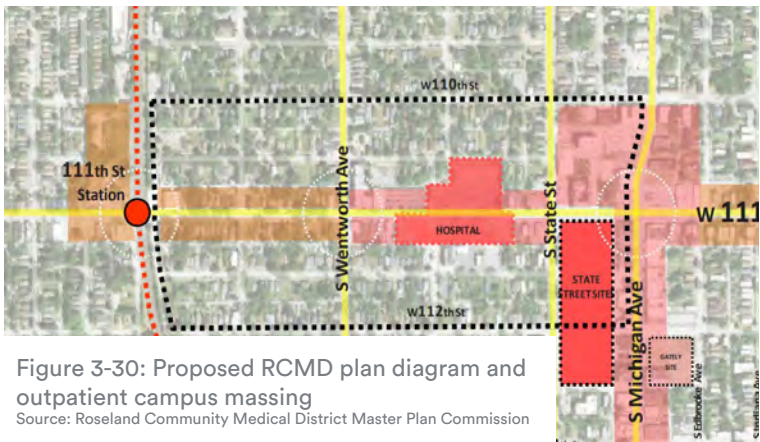 W110th St
111th St
Station
S Wentworth Ave
S State St
W 111
HOSPITAL
STATE
STREET SITE
W112th St
S Michigan Ave
GATELY
SITE
S Edbrooke Ave
Figure 3-30: Proposed RCMD plan diagram and
outpatient campus massing
Source: Roseland Community Medical District Master Plan Commission